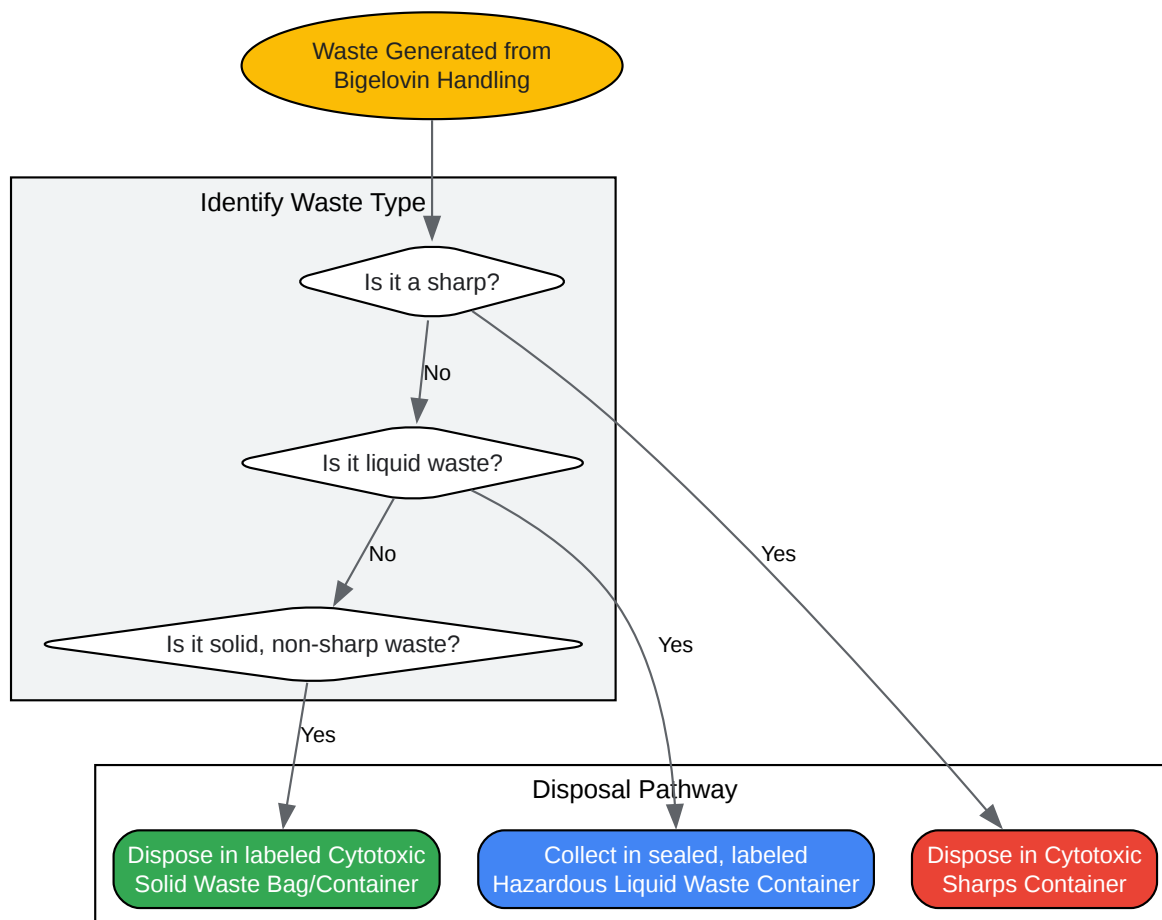 Waste Generated from
Bigelovin Handling
Identify Waste Type
Is it a sharp?
No
Is it liquid waste?
No
Yes
Is it solid, non-sharp waste?
Yes
Yes
Disposal Pathway
Dispose in labeled Cytotoxic
Solid Waste Bag/Container
Collect in sealed, labeled
Hazardous Liquid Waste Container
Dispose in Cytotoxic
Sharps Container